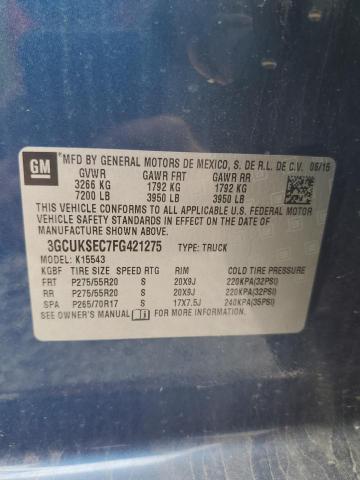 GM
*MFD BY GENERAL MOTORS DE MEXICO, S. DE R.L. DE C.V. 06/15
GVWR GAWR FRT GAWR RR
3266 KG 1792 KG 1792 KG
7200 LB 3950 LB 3950 LB
THIS VEHICLE CONFORMS TO ALL APPLICABLE U.S. FEDERAL MOTOR
VEHICLE SAFETY STANDARDS IN EFFECT ON THE DATE OF
MANUFACTURE SHOWN ABOVE.
3GCUKSEC7FG421275 TYPE: TRUCK
MODEL: K15543
KGBF TIRE SIZE SPEED RTG RIM COLD TIRE PRESSURE
FRT P275/55R20 S 20X9J 220KPA(32PSI)
RR P275/55R20 S 20X9J 220KPA(32PSI)
SPA P265/70R17 S 17X7.5J 240KPA(35PSI)
SEE OWNER'S MANUAL FOR MORE INFORMATION.